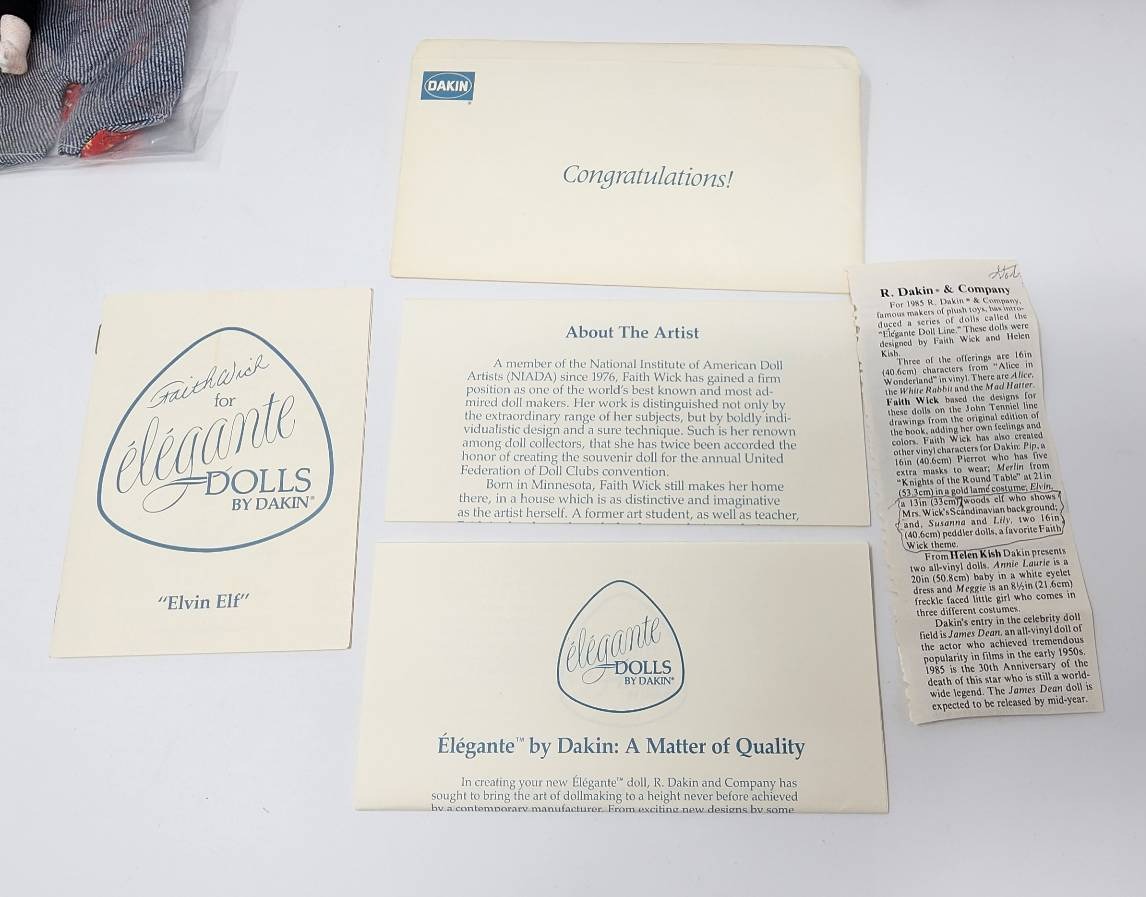 DAKIN
Congratulations!
Faith Wick
for
élégante
DOLLS
BY DAKIN®
"Elvin Elf"
About The Artist
A member of the National Institute of American Doll
Artists (NIADA) since 1976, Faith Wick has gained a firm
position as one of the world's best known and most ad-
mired doll makers. Her work is distinguished not only by
the extraordinary range of her subjects, but by boldly indi-
vidualistic design and a sure technique. Such is her renown
among doll collectors, that she has twice been accorded the
honor of creating the souvenir doll for the annual United
Federation of Doll Clubs convention.
Born in Minnesota, Faith Wick still makes her home
there, in a house which is as distinctive and imaginative
as the artist herself. A former art student, as well as teacher,
élégante
DOLLS
BY DAKIN®
Élégante™ by Dakin: A Matter of Quality
In creating your new Élégante™ doll, R. Dakin and Company has
sought to bring the art of dollmaking to a height never before achieved
by a contemporary manufacturer. From exciting new designs by some
R. Dakin® & Company
For 1985 R. Dakin® & Company,
famous makers of plush toys, has intro-
duced a series of dolls called the
"Elégante Doll Line." These dolls were
designed by Faith Wick and Helen
Kish.
Three of the offerings are 16in
(40.6cm) characters from "Alice in
Wonderland" in vinyl. There are Alice,
the White Rabbit and the Mad Hatter.
Faith Wick based the designs for
these dolls on the John Tenniel line
drawings from the original edition of
the book, adding her own feelings and
colors. Faith Wick has also created
other vinyl characters for Dakin: Pip, a
16in (40.6cm) Pierrot who has five
extra masks to wear; Merlin from
"Knights of the Round Table" at 21in
(53.3cm) in a gold lamé costume; Elvin,
a 13in (33cm) woods elf who shows
Mrs. Wick's Scandinavian background;
and, Susanna and Lily, two 16in
(40.6cm) peddler dolls, a favorite Faith
Wick theme.
From Helen Kish Dakin presents
two all-vinyl dolls. Annie Laurie is a
20in (50.8cm) baby in a white eyelet
dress and Meggie is an 8½in (21.6cm)
freckle faced little girl who comes in
three different costumes.
Dakin's entry in the celebrity doll
field is James Dean, an all-vinyl doll of
the actor who achieved tremendous
popularity in films in the early 1950s.
1985 is the 30th Anniversary of the
death of this star who is still a world-
wide legend. The James Dean doll is
expected to be released by mid-year.